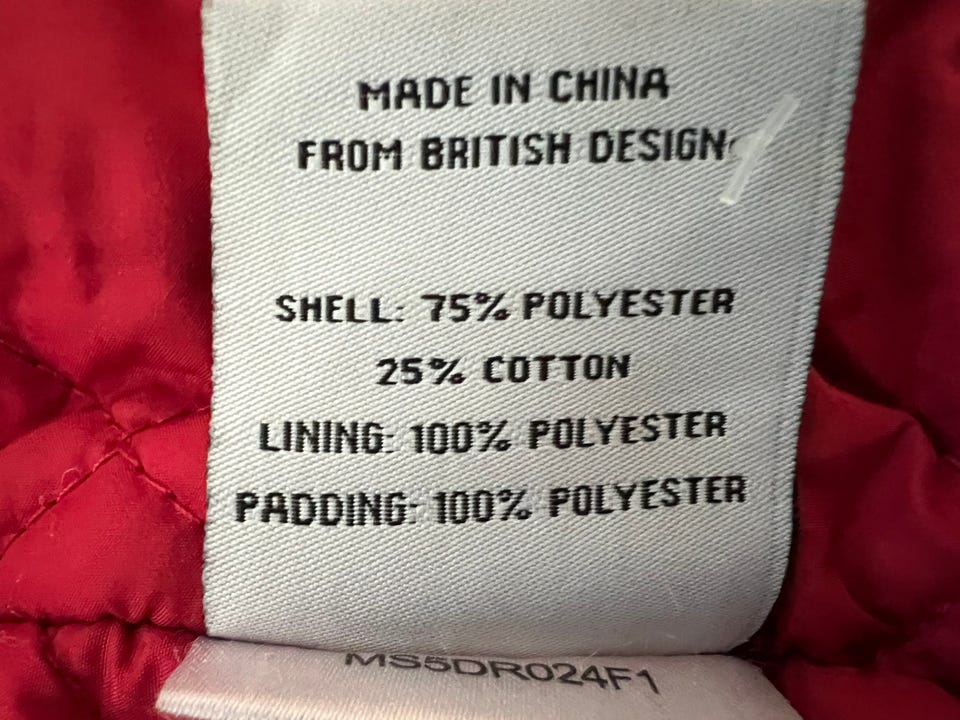 MADE IN CHINA
FROM BRITISH DESIGN
SHELL: 75% POLYESTER
25% COTTON
LINING: 100% POLYESTER
PADDING: 100% POLYESTER
MS5DR024F1